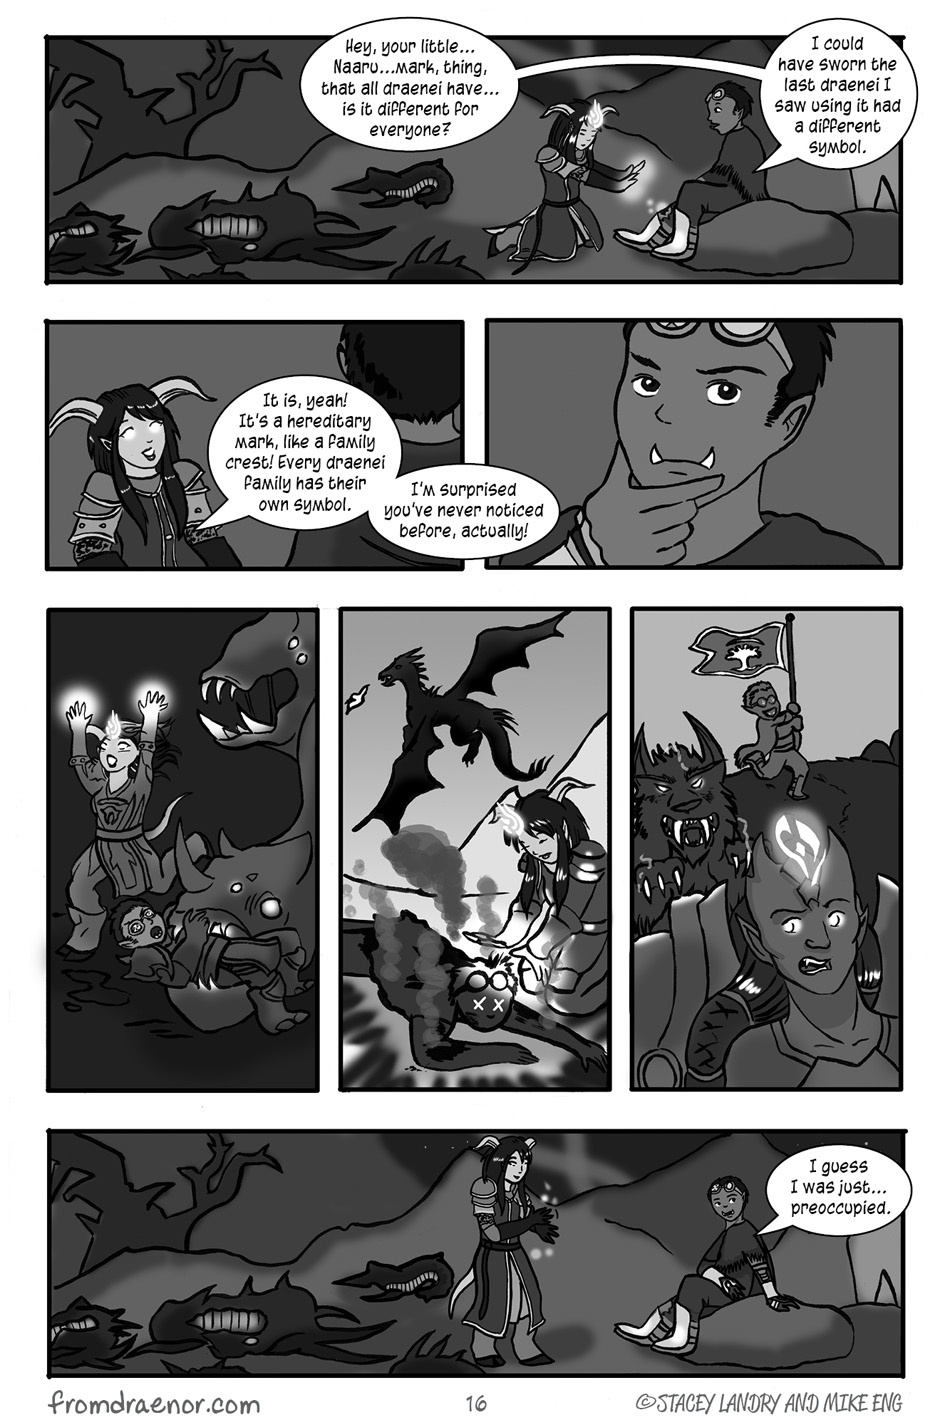 Hey, your little...
Naaru...mark, thing,
that all draenei have...
is it different for
everyone?
I could
have sworn the
last draenei I
saw using it had
a different
symbol.
It is, yeah!
It's a hereditary
mark, like a family
crest! Every draenei
family has their
own symbol.
I'm surprised
you've never noticed
before, actually!
x x
I guess
I was just...
preoccupied.
fromdraenor.com
16
©STACEY LANDRY AND MIKE ENG